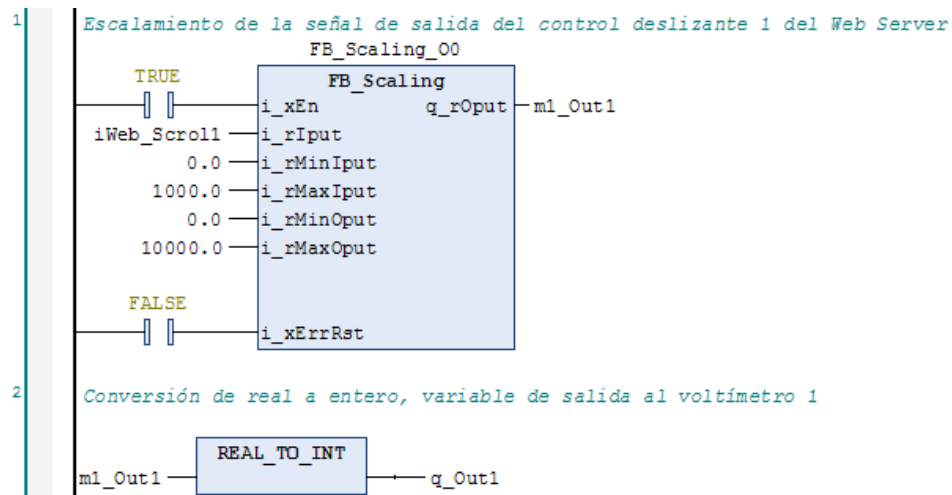 1
Escalamiento de la señal de salida del control deslizante 1 del Web Server
FB_Scaling_O0
TRUE
FB_Scaling
i_xEn q_rOput m1_Out1
iWeb_Scroll i_rIput
0.0 i_rMinIput
1000.0 i_rMaxIput
0.0 i_rMinOput
10000.0 i_rMaxOput
FALSE
i_xErrRst
2
Conversión de real a entero, variable de salida al voltímetro 1
REAL_TO_INT
m1_Out1 q_Out1